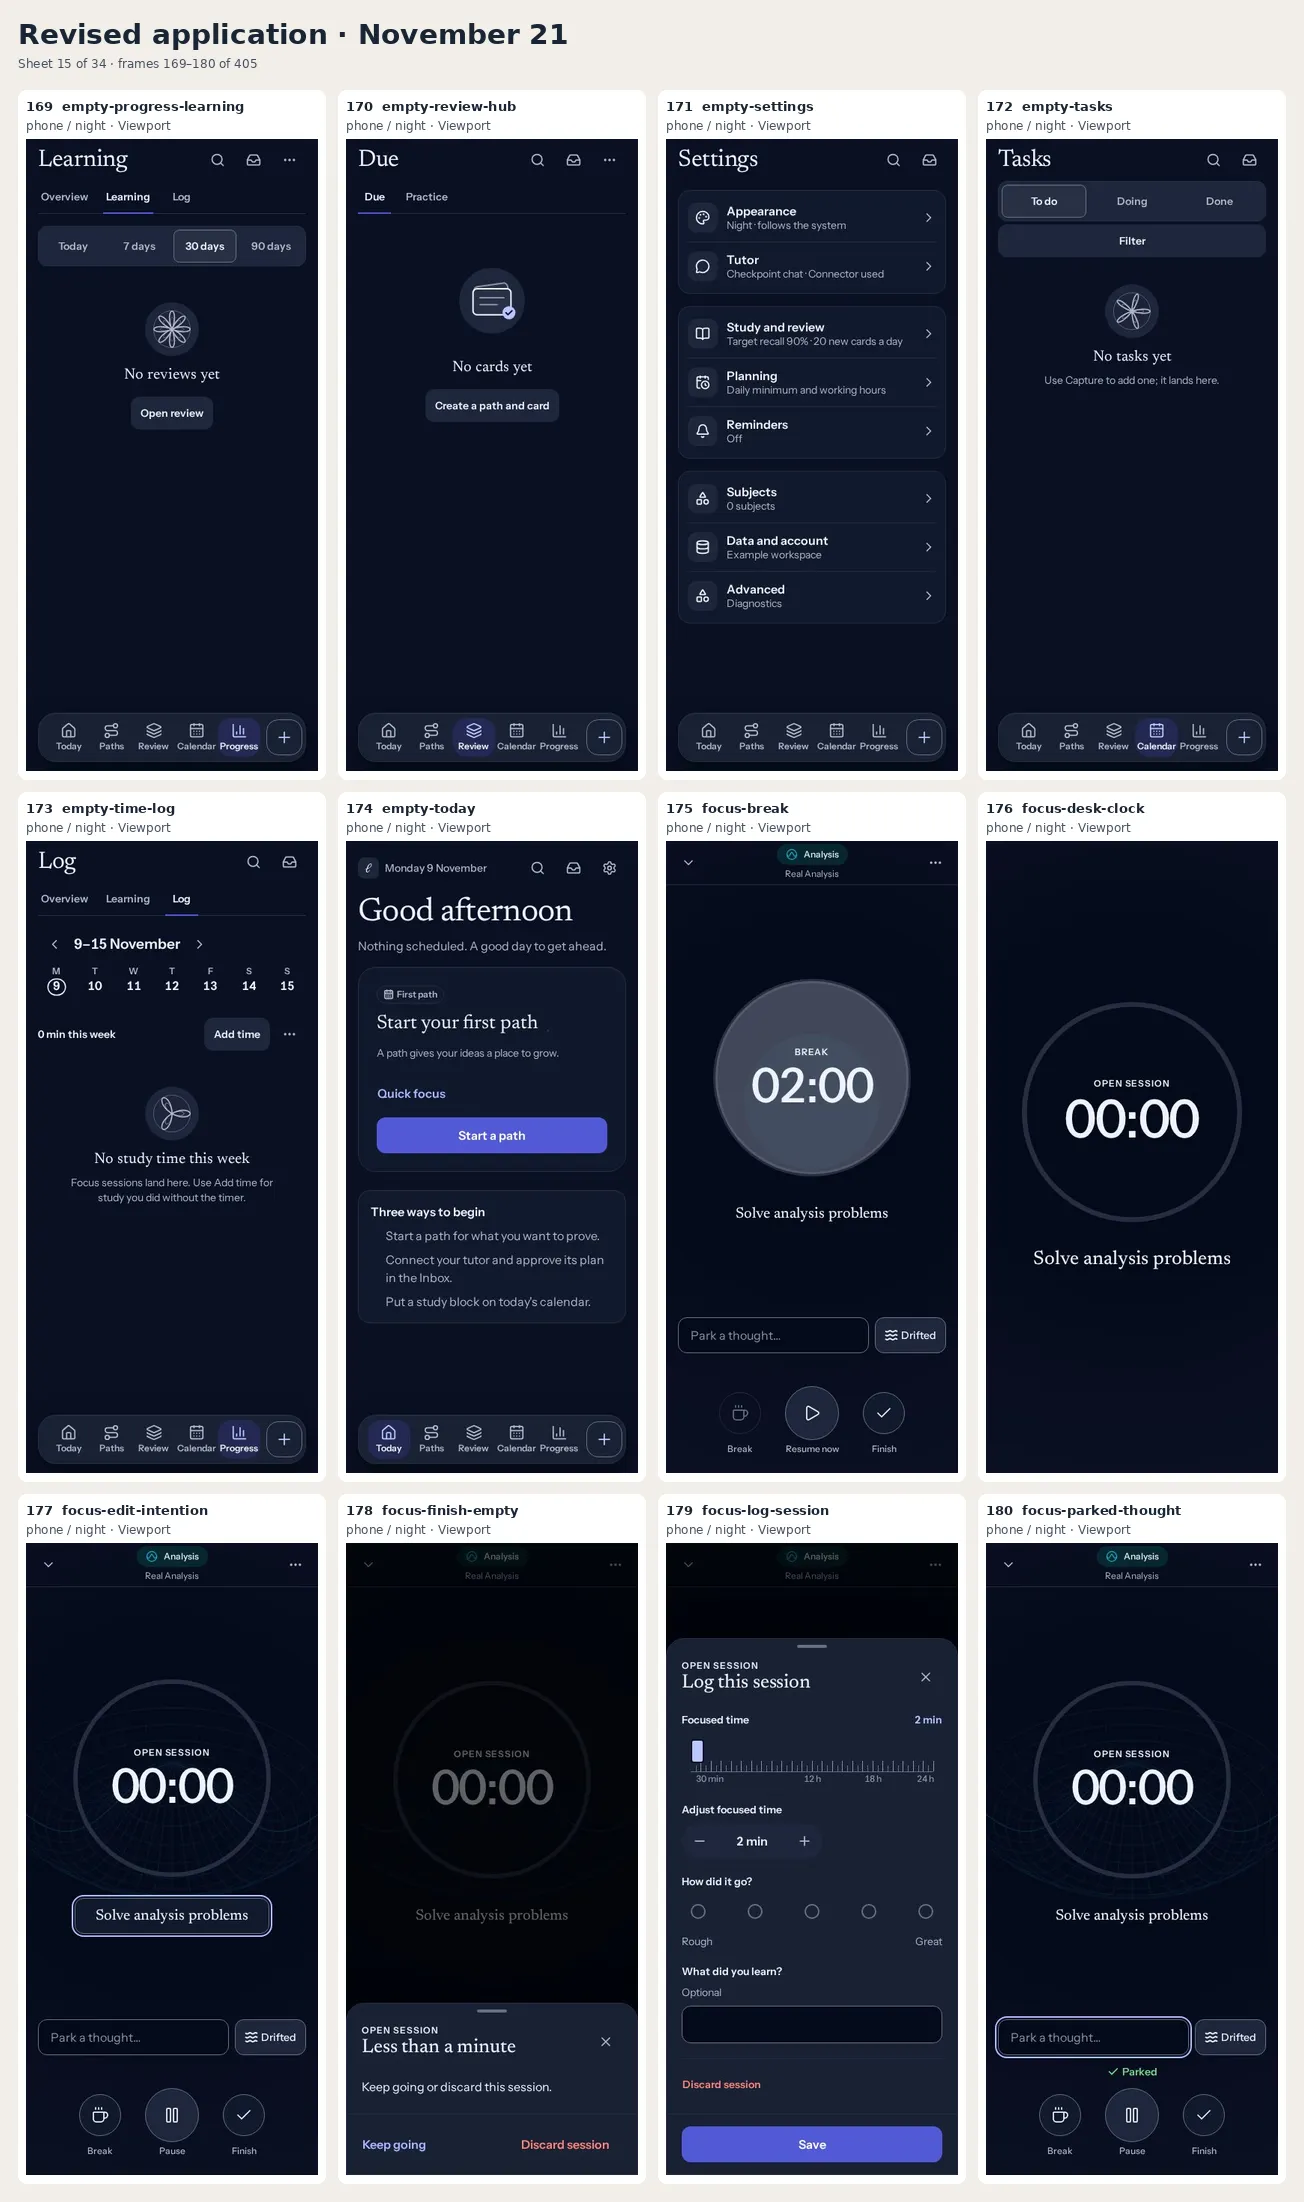 Revised application · November 21
Sheet 15 of 34 · frames 169–180 of 405
169 empty-progress-learning
phone / night · Viewport
Learning
Overview Learning Log
Today 7 days 30 days 90 days
No reviews yet
Open review
Today Paths Review Calendar Progress
170 empty-review-hub
phone / night · Viewport
Due
Due Practice
No cards yet
Create a path and card
Today Paths Review Calendar Progress
171 empty-settings
phone / night · Viewport
Settings
Appearance
Night · follows the system
Tutor
Checkpoint chat · Connector used
Study and review
Target recall 90% · 20 new cards a day
Planning
Daily minimum and working hours
Reminders
Off
Subjects
0 subjects
Data and account
Example workspace
Advanced
Diagnostics
Today Paths Review Calendar Progress
172 empty-tasks
phone / night · Viewport
Tasks
To do Doing Done
Filter
No tasks yet
Use Capture to add one; it lands here.
Today Paths Review Calendar Progress
173 empty-time-log
phone / night · Viewport
Log
Overview Learning Log
9–15 November
M T W T F S S
9 10 11 12 13 14 15
0 min this week Add time
No study time this week
Focus sessions land here. Use Add time for
study you did without the timer.
Today Paths Review Calendar Progress
174 empty-today
phone / night · Viewport
ℓ Monday 9 November
Good afternoon
Nothing scheduled. A good day to get ahead.
First path
Start your first path
A path gives your ideas a place to grow.
Quick focus
Start a path
Three ways to begin
Start a path for what you want to prove.
Connect your tutor and approve its plan
in the Inbox.
Put a study block on today's calendar.
Today Paths Review Calendar Progress
175 focus-break
phone / night · Viewport
Analysis
Real Analysis
BREAK
02:00
Solve analysis problems
Park a thought… Drifted
Break Resume now Finish
176 focus-desk-clock
phone / night · Viewport
OPEN SESSION
00:00
Solve analysis problems
177 focus-edit-intention
phone / night · Viewport
Analysis
Real Analysis
OPEN SESSION
00:00
Solve analysis problems
Park a thought… Drifted
Break Pause Finish
178 focus-finish-empty
phone / night · Viewport
Analysis
Real Analysis
OPEN SESSION
00:00
Solve analysis problems
OPEN SESSION
Less than a minute
Keep going or discard this session.
Keep going Discard session
179 focus-log-session
phone / night · Viewport
Analysis
Real Analysis
OPEN SESSION
Log this session
Focused time 2 min
30 min 12 h 18 h 24 h
Adjust focused time
2 min
How did it go?
Rough Great
What did you learn?
Optional
Discard session
Save
180 focus-parked-thought
phone / night · Viewport
Analysis
Real Analysis
OPEN SESSION
00:00
Solve analysis problems
Park a thought… Drifted
Parked
Break Pause Finish